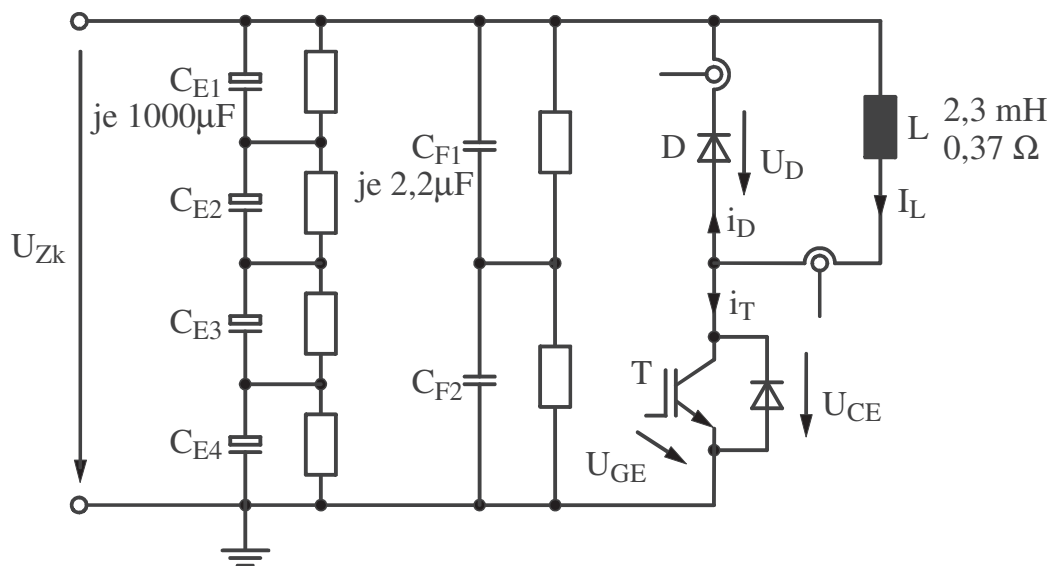 C_E1
je 1000µF
C_E2
C_E3
C_E4
U_Zk
C_F1
je 2,2µF
C_F2
D
U_D
i_D
i_T
T
U_GE
U_CE
L
2,3 mH
0,37 Ω
I_L